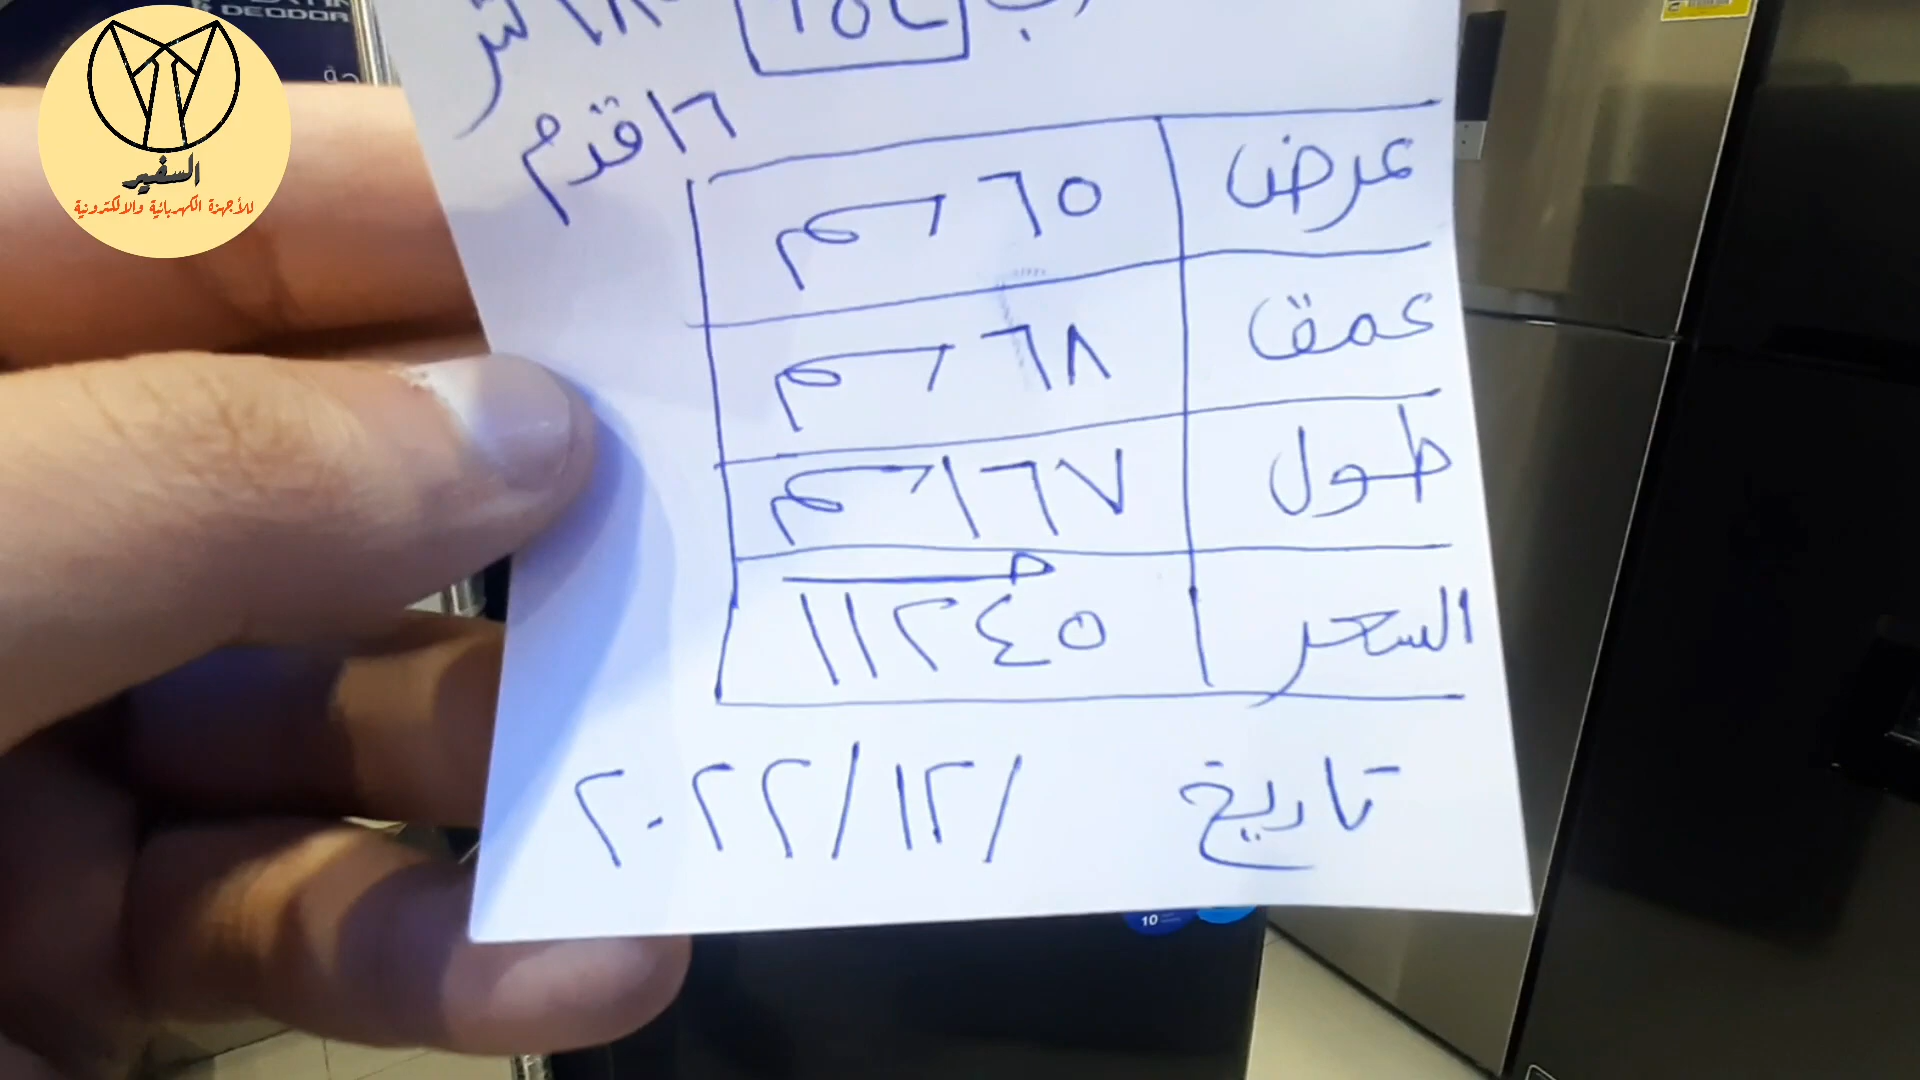 DEODOR
السفير
للأجهزة الكهربائية والالكترونية
١٦ قدم
عرض ٦٥ سم
عمق ٦٨ سم
طول ١٦٧ سم
السعر ١١٢٤٥
تاريخ /١٢/٢٠٢٢
10